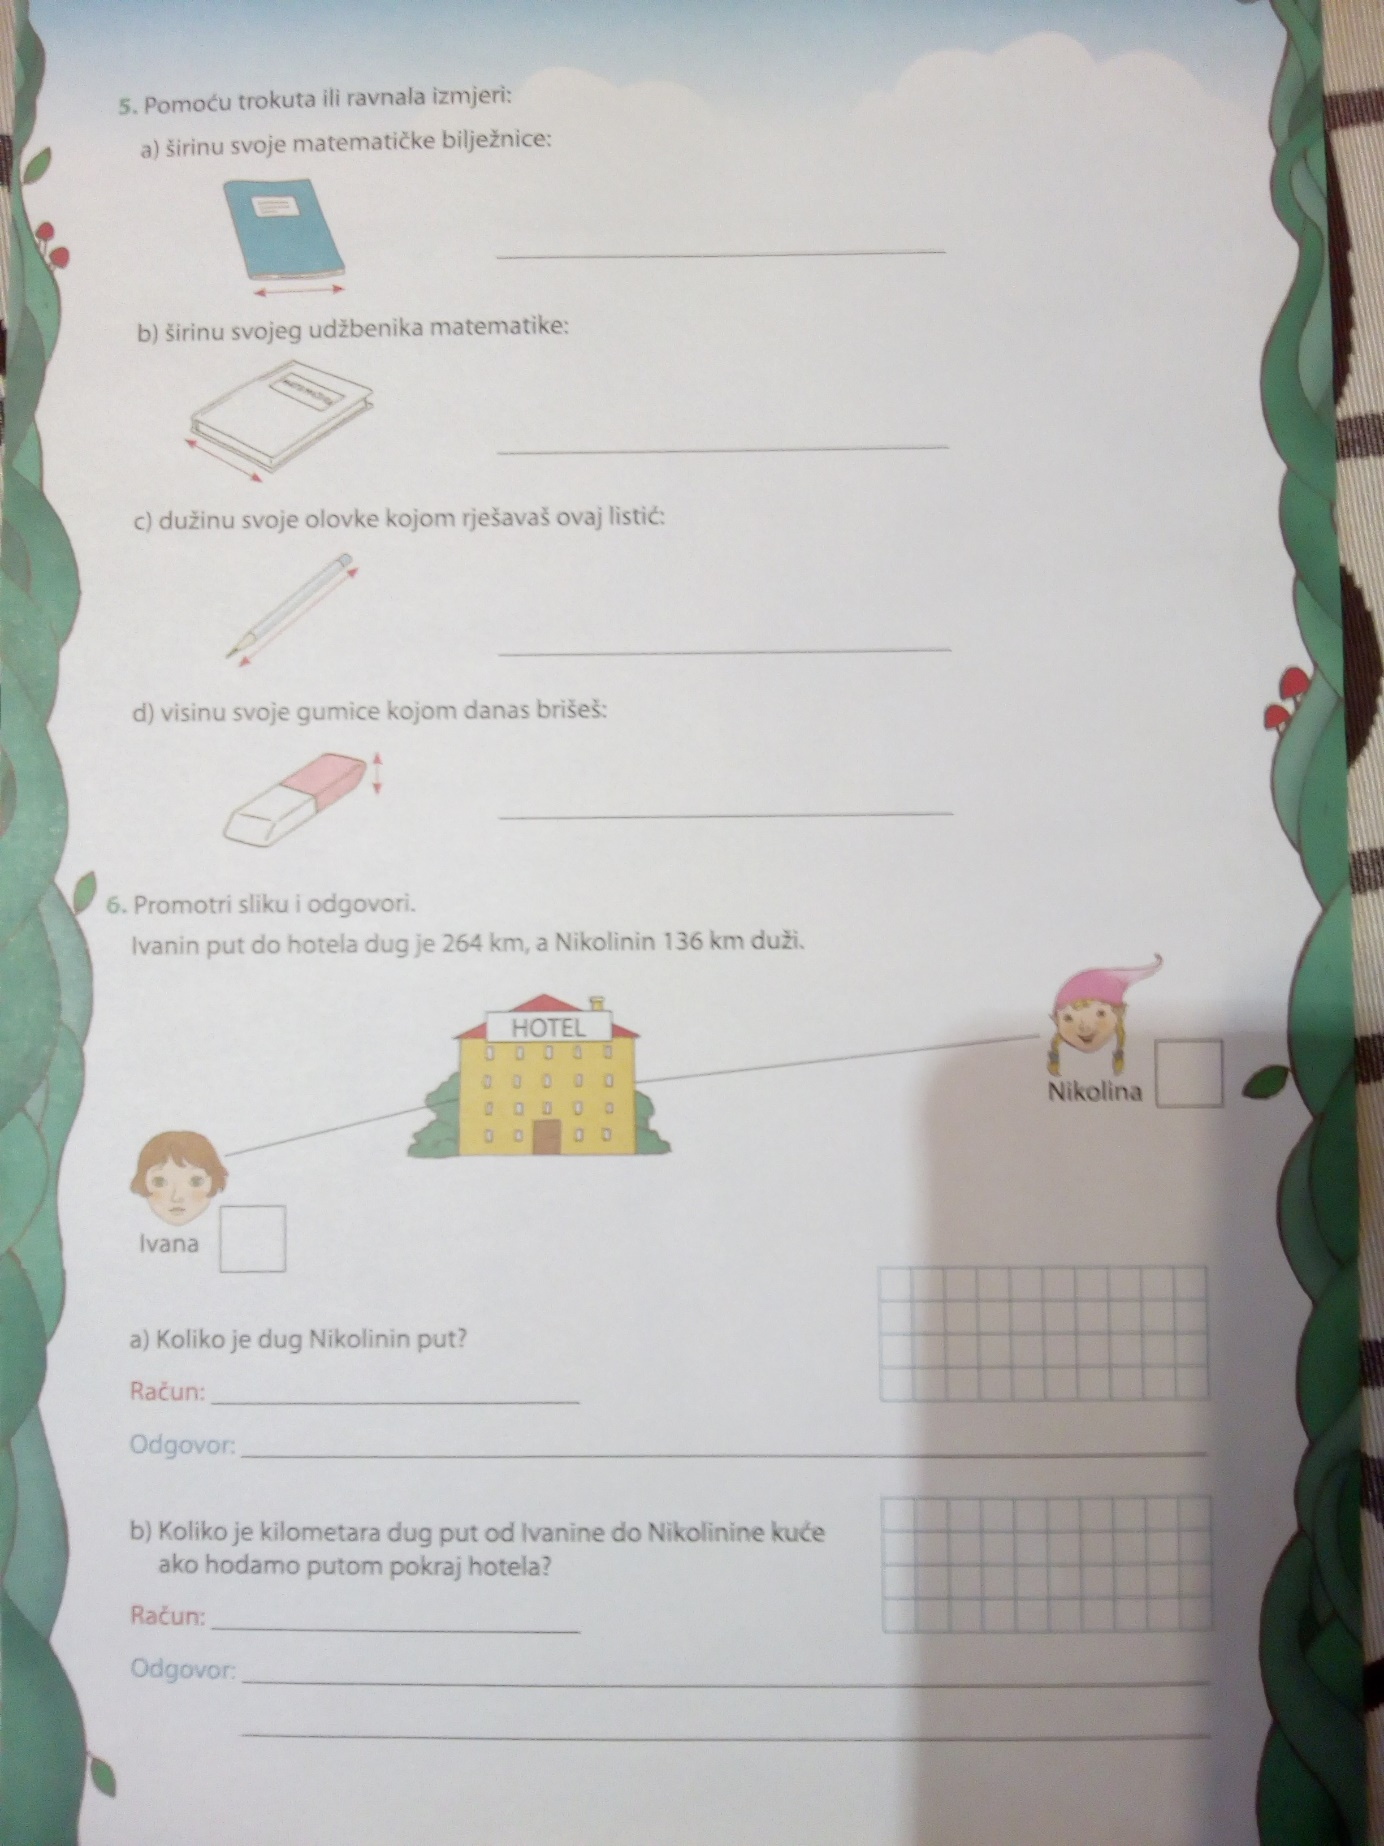 5. Pomoću trokuta ili ravnala izmjeri:
a) širinu svoje matematičke bilježnice:
b) širinu svojeg udžbenika matematike:
MATEMATIKA
c) dužinu svoje olovke kojom rješavaš ovaj listić:
d) visinu svoje gumice kojom danas brišeš:
6. Promotri sliku i odgovori.
Ivanin put do hotela dug je 264 km, a Nikolinin 136 km duži.
HOTEL
Nikolina
Ivana
a) Koliko je dug Nikolinin put?
Račun:
Odgovor:
b) Koliko je kilometara dug put od Ivanine do Nikolinine kuće
ako hodamo putom pokraj hotela?
Račun:
Odgovor: